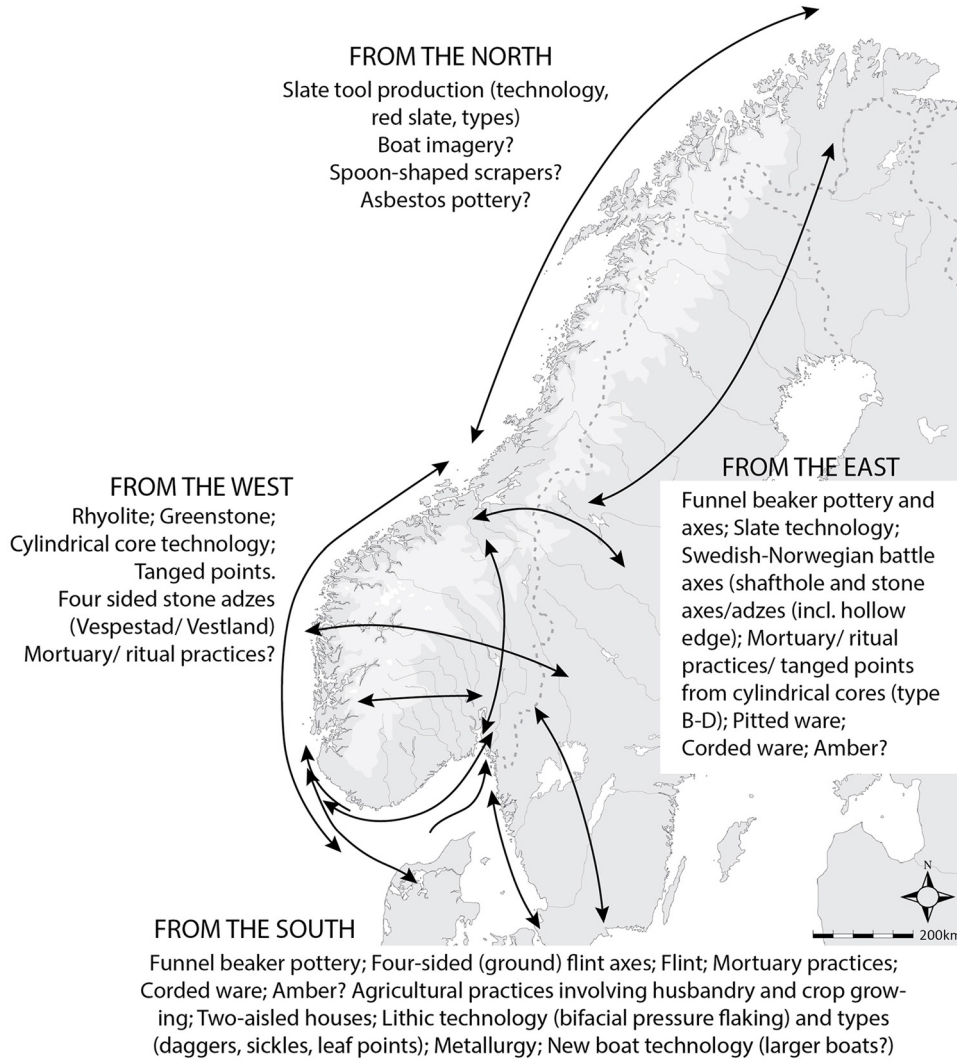 FROM THE NORTH
Slate tool production (technology,
red slate, types)
Boat imagery?
Spoon-shaped scrapers?
Asbestos pottery?
FROM THE WEST
Rhyolite; Greenstone;
Cylindrical core technology;
Tanged points.
Four sided stone adzes
(Vespestad/ Vestland)
Mortuary/ ritual practices?
FROM THE EAST
Funnel beaker pottery and
axes; Slate technology;
Swedish-Norwegian battle
axes (shafthole and stone
axes/adzes (incl. hollow
edge); Mortuary/ ritual
practices/ tanged points
from cylindrical cores (type
B-D); Pitted ware;
Corded ware; Amber?
N
200km
FROM THE SOUTH
Funnel beaker pottery; Four-sided (ground) flint axes; Flint; Mortuary practices;
Corded ware; Amber? Agricultural practices involving husbandry and crop grow-
ing; Two-aisled houses; Lithic technology (bifacial pressure flaking) and types
(daggers, sickles, leaf points); Metallurgy; New boat technology (larger boats?)